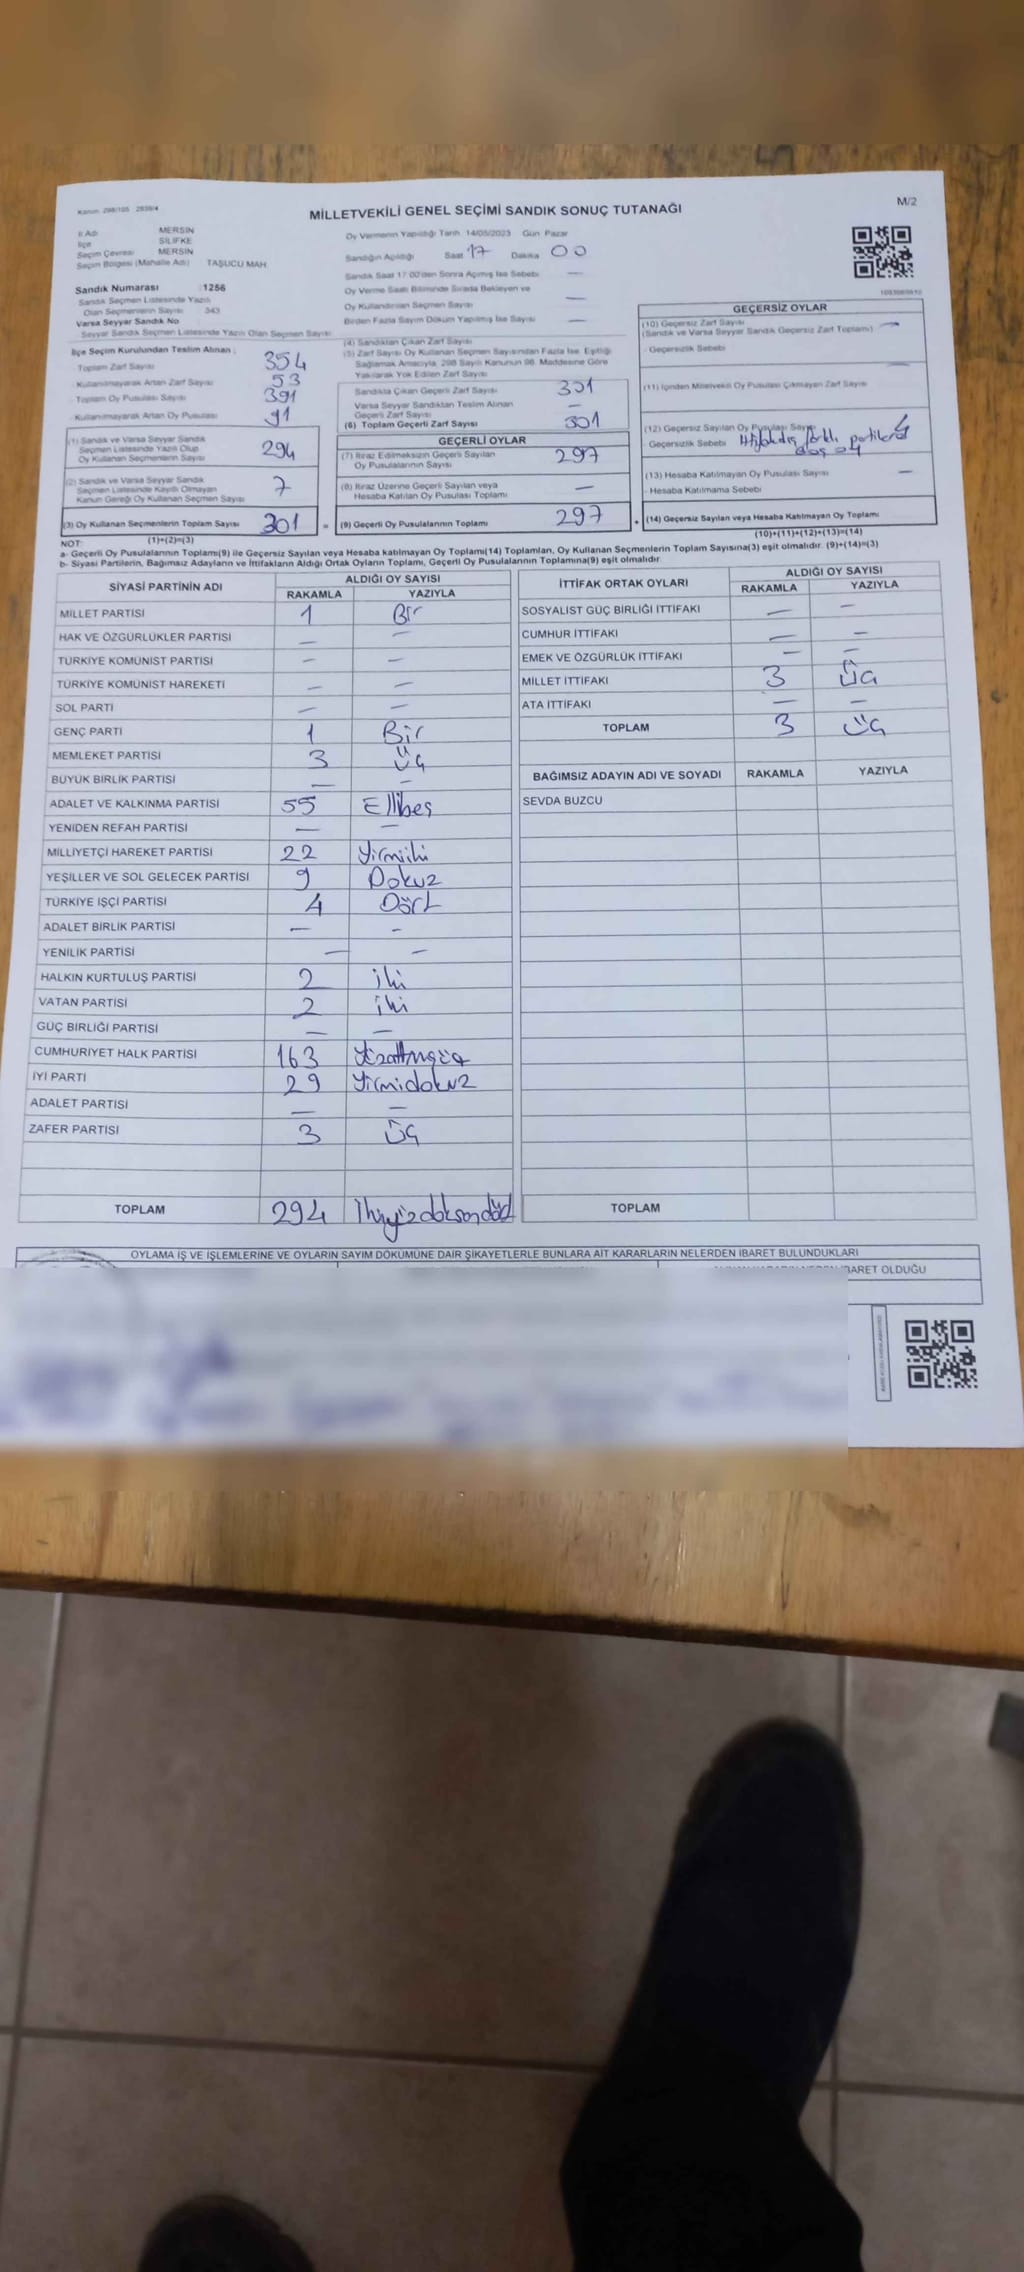 Kanun: 298/105 2839/4
MİLLETVEKİLİ GENEL SEÇİMİ SANDIK SONUÇ TUTANAĞI
M/2
İl Adı MERSİN
İlçe SİLİFKE
Seçim Çevresi MERSİN
Seçim Bölgesi (Mahalle Adı) TAŞUCU MAH
Sandık Numarası : 1256
Sandık Seçmen Listesinde Yazılı
Olan Seçmenlerin Sayısı 343
Varsa Seyyar Sandık No
Seyyar Sandık Seçmen Listesinde Yazılı Olan Seçmen Sayısı
Oy Vermenin Yapıldığı Tarih 14/05/2023 Gün Pazar
Sandığın Açıldığı Saat 17 Dakika 00
Sandık Saat 17:00'den Sonra Açılmış İse Sebebi —
Oy Verme Saati Bitiminde Sırada Bekleyen ve
Oy Kullandırılan Seçmen Sayısı —
Birden Fazla Sayım Döküm Yapılmış İse Sayısı —
İlçe Seçim Kurulundan Teslim Alınan :
Toplam Zarf Sayısı 354
Kullanılmayarak Artan Zarf Sayısı 53
Toplam Oy Pusulası Sayısı 391
Kullanılmayarak Artan Oy Pusulası 91
(1) Sandık ve Varsa Seyyar Sandık
Seçmen Listesinde Yazılı Olup
Oy Kullanan Seçmenlerin Sayısı 294
(2) Sandık ve Varsa Seyyar Sandık
Seçmen Listesinde Kayıtlı Olmayan
Kanun Gereği Oy Kullanan Seçmen Sayısı 7
(3) Oy Kullanan Seçmenlerin Toplam Sayısı 301 =
(4) Sandıktan Çıkan Zarf Sayısı
(5) Zarf Sayısı Oy Kullanan Seçmen Sayısından Fazla İse, Eşitliği
Sağlamak Amacıyla, 298 Sayılı Kanunun 98. Maddesine Göre
Yakılarak Yok Edilen Zarf Sayısı
Sandıkta Çıkan Geçerli Zarf Sayısı 301
Varsa Seyyar Sandıktan Teslim Alınan
Geçerli Zarf Sayısı —
(6) Toplam Geçerli Zarf Sayısı 301
GEÇERLİ OYLAR
(7) İtiraz Edilmeksizin Geçerli Sayılan
Oy Pusulalarının Sayısı 297
(8) İtiraz Üzerine Geçerli Sayılan veya
Hesaba Katılan Oy Pusulası Toplamı —
(9) Geçerli Oy Pusulalarının Toplamı 297 +
GEÇERSİZ OYLAR
(10) Geçersiz Zarf Sayısı
(Sandık ve Varsa Seyyar Sandık Geçersiz Zarf Toplamı) —
- Geçersizlik Sebebi
(11) İçinden Milletvekili Oy Pusulası Çıkmayan Zarf Sayısı
(12) Geçersiz Sayılan Oy Pusulası Sayısı 4
Geçersizlik Sebebi farklı partilere
(13) Hesaba Katılmayan Oy Pusulası Sayısı —
- Hesaba Katılmama Sebebi
(14) Geçersiz Sayılan veya Hesaba Katılmayan Oy Toplamı
NOT: (1)+(2)=(3) (10)+(11)+(12)+(13)=(14)
a- Geçerli Oy Pusulalarının Toplamı(9) ile Geçersiz Sayılan veya Hesaba katılmayan Oy Toplamı(14) Toplamları, Oy Kullanan Seçmenlerin Toplam Sayısına(3) eşit olmalıdır. (9)+(14)=(3)
b- Siyasi Partilerin, Bağımsız Adayların ve İttifakların Aldığı Ortak Oyların Toplamı, Geçerli Oy Pusulalarının Toplamına(9) eşit olmalıdır.
SİYASİ PARTİNİN ADI ALDIĞI OY SAYISI
RAKAMLA YAZIYLA
MİLLET PARTİSİ 1 Bir
HAK VE ÖZGÜRLÜKLER PARTİSİ — —
TÜRKİYE KOMÜNİST PARTİSİ — —
TÜRKİYE KOMÜNİST HAREKETİ — —
SOL PARTİ — —
GENÇ PARTİ 1 Bir
MEMLEKET PARTİSİ 3 Üç
BÜYÜK BİRLİK PARTİSİ — —
ADALET VE KALKINMA PARTİSİ 55 Ellibeş
YENİDEN REFAH PARTİSİ — —
MİLLİYETÇİ HAREKET PARTİSİ 22 Yirmiiki
YEŞİLLER VE SOL GELECEK PARTİSİ 9 Dokuz
TÜRKİYE İŞÇİ PARTİSİ 4 Dört
ADALET BİRLİK PARTİSİ — -
YENİLİK PARTİSİ — —
HALKIN KURTULUŞ PARTİSİ 2 iki
VATAN PARTİSİ 2 iki
GÜÇ BİRLİĞİ PARTİSİ — —
CUMHURİYET HALK PARTİSİ 163 Yüzatmışüç
İYİ PARTİ 29 Yirmidokuz
ADALET PARTİSİ — —
ZAFER PARTİSİ 3 Üç
TOPLAM 294 İkiyüzdoksandört
İTTİFAK ORTAK OYLARI ALDIĞI OY SAYISI
RAKAMLA YAZIYLA
SOSYALİST GÜÇ BİRLİĞİ İTTİFAKI — —
CUMHUR İTTİFAKI — —
EMEK VE ÖZGÜRLÜK İTTİFAKI — —
MİLLET İTTİFAKI 3 Üç
ATA İTTİFAKI — —
TOPLAM 3 Üç
BAĞIMSIZ ADAYIN ADI VE SOYADI RAKAMLA YAZIYLA
SEVDA BUZCU
TOPLAM
OYLAMA İŞ VE İŞLEMLERİNE VE OYLARIN SAYIM DÖKÜMÜNE DAİR ŞİKAYETLERLE BUNLARA AİT KARARLARIN NELERDEN İBARET BULUNDUKLARI
İBARET OLDUĞU